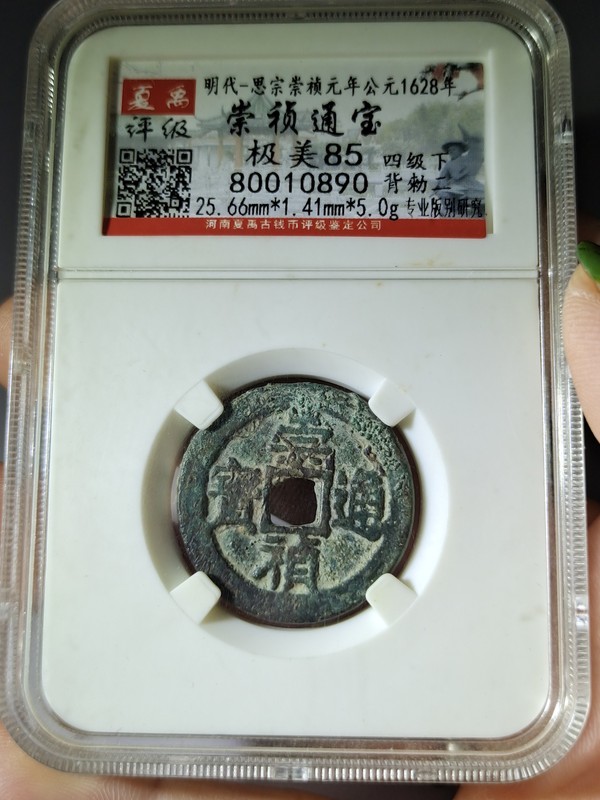 夏禹
评级
明代-思宗崇祯元年公元1628年
崇祯通宝
极美85 四级下
80010890 背勅二
25.66mm*1.41mm*5.0g 专业版别研究
河南夏禹古钱币评级鉴定公司
崇禎通寶